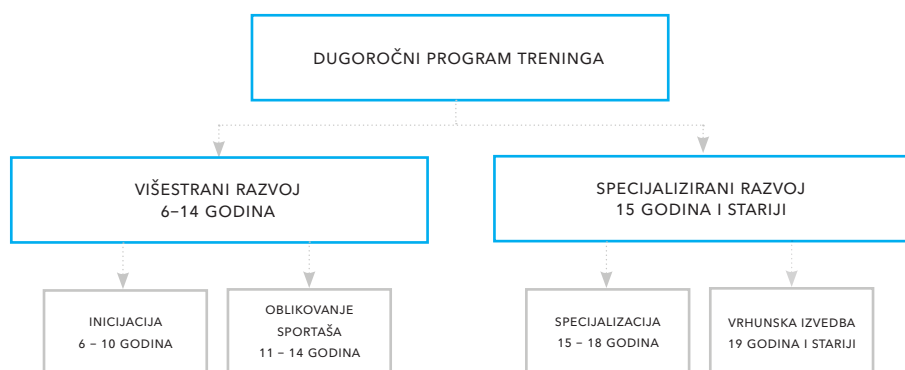 DUGOROČNI PROGRAM TRENINGA
VIŠESTRANI RAZVOJ
6–14 GODINA
SPECIJALIZIRANI RAZVOJ
15 GODINA I STARIJI
INICIJACIJA
6 – 10 GODINA
OBLIKOVANJE
SPORTAŠA
11 – 14 GODINA
SPECIJALIZACIJA
15 – 18 GODINA
VRHUNSKA IZVEDBA
19 GODINA I STARIJI